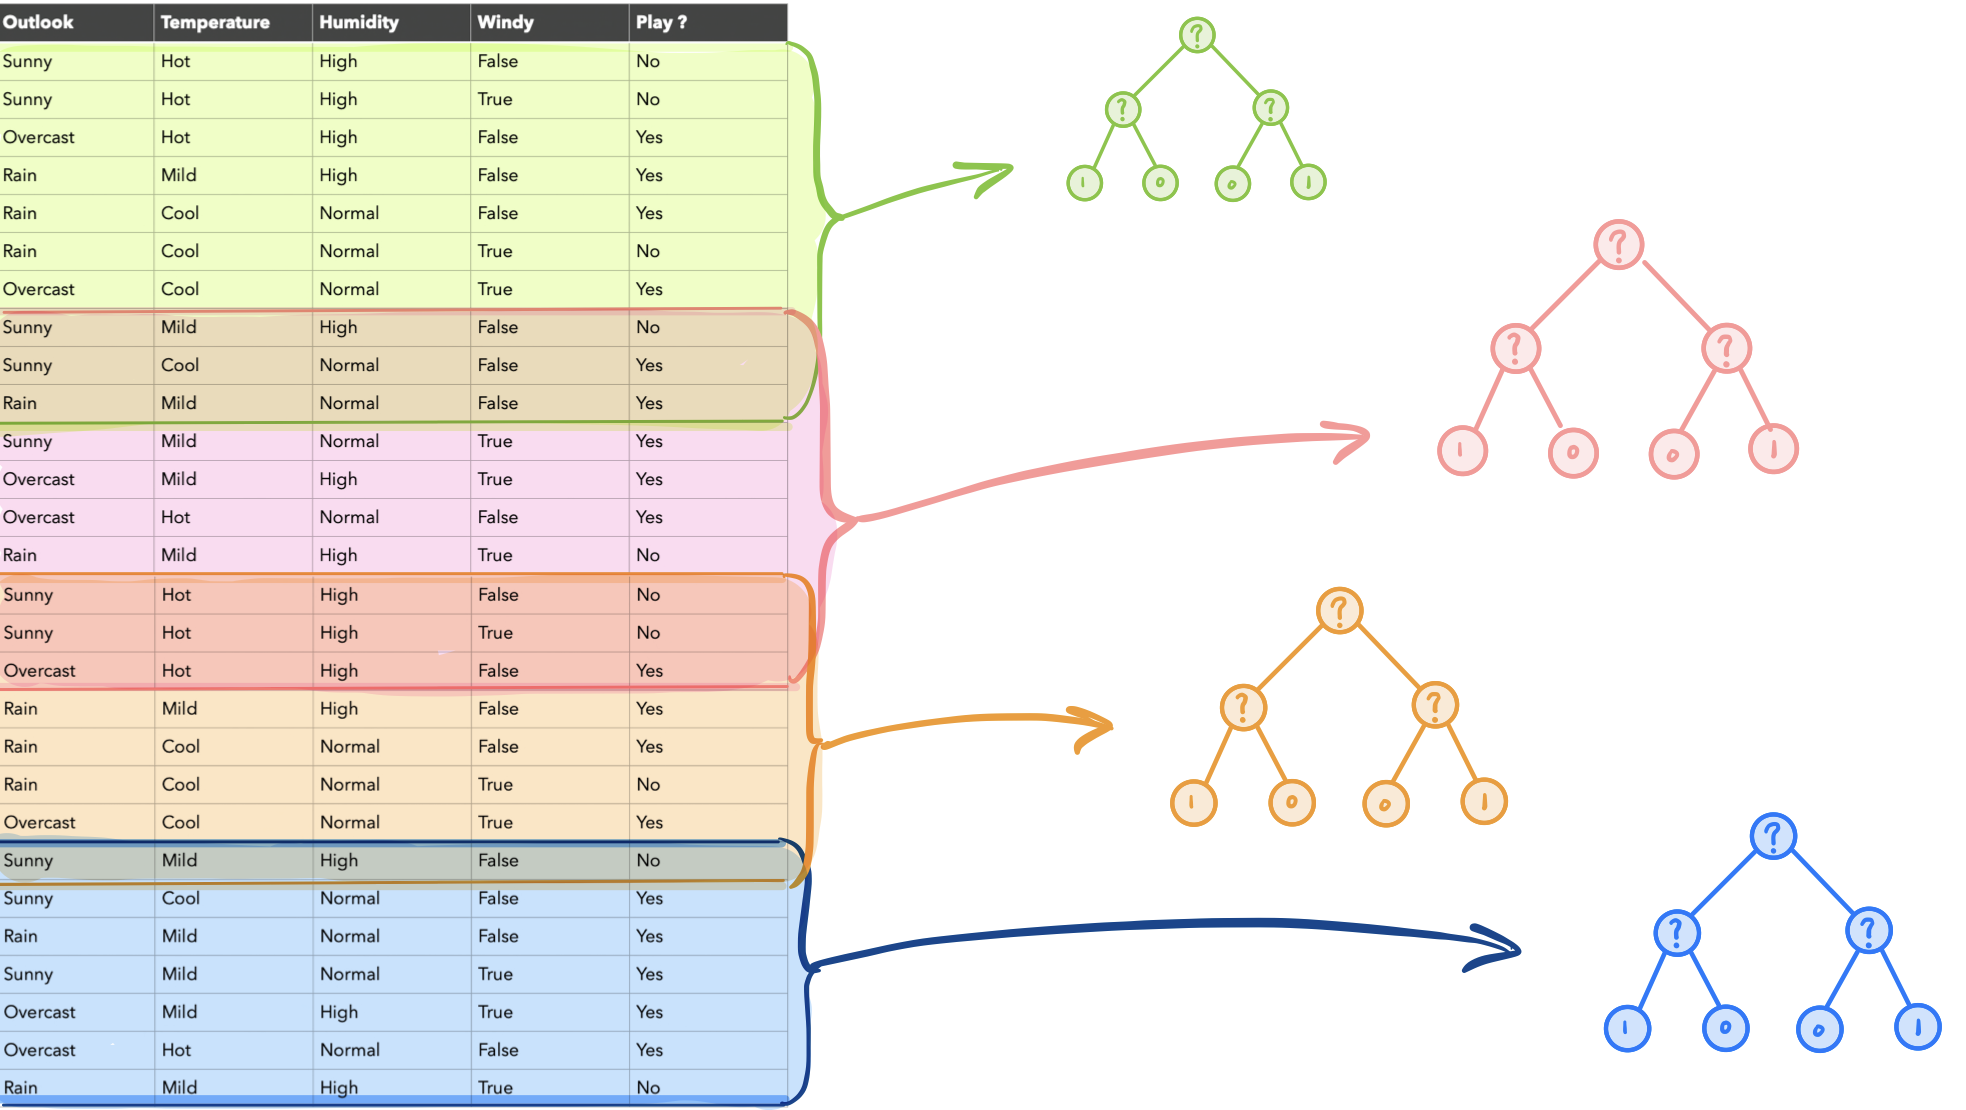 Outlook Temperature Humidity Windy Play ?
Sunny Hot High False No
Sunny Hot High True No
Overcast Hot High False Yes
Rain Mild High False Yes
Rain Cool Normal False Yes
Rain Cool Normal True No
Overcast Cool Normal True Yes
Sunny Mild High False No
Sunny Cool Normal False Yes
Rain Mild Normal False Yes
Sunny Mild Normal True Yes
Overcast Mild High True Yes
Overcast Hot Normal False Yes
Rain Mild High True No
Sunny Hot High False No
Sunny Hot High True No
Overcast Hot High False Yes
Rain Mild High False Yes
Rain Cool Normal False Yes
Rain Cool Normal True No
Overcast Cool Normal True Yes
Sunny Mild High False No
Sunny Cool Normal False Yes
Rain Mild Normal False Yes
Sunny Mild Normal True Yes
Overcast Mild High True Yes
Overcast Hot Normal False Yes
Rain Mild High True No
?
? ?
1 0 0 1
?
? ?
1 0 0 1
?
? ?
1 0 0 1
?
? ?
1 0 0 1